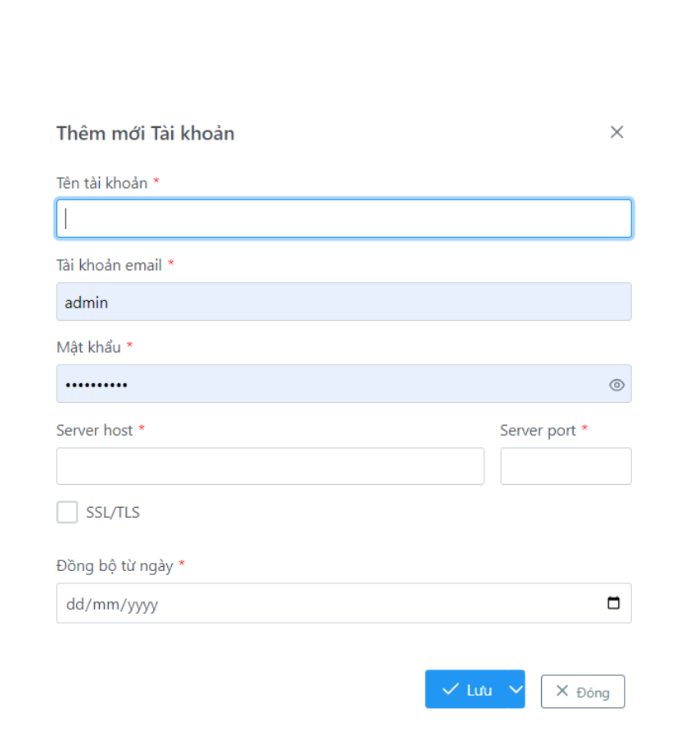 Thêm mới Tài khoản
Tên tài khoản *
Tài khoản email *
admin
Mật khẩu *
••••••••••
Server host *
Server port *
SSL/TLS
Đồng bộ từ ngày *
dd/mm/yyyy
Lưu
Đóng